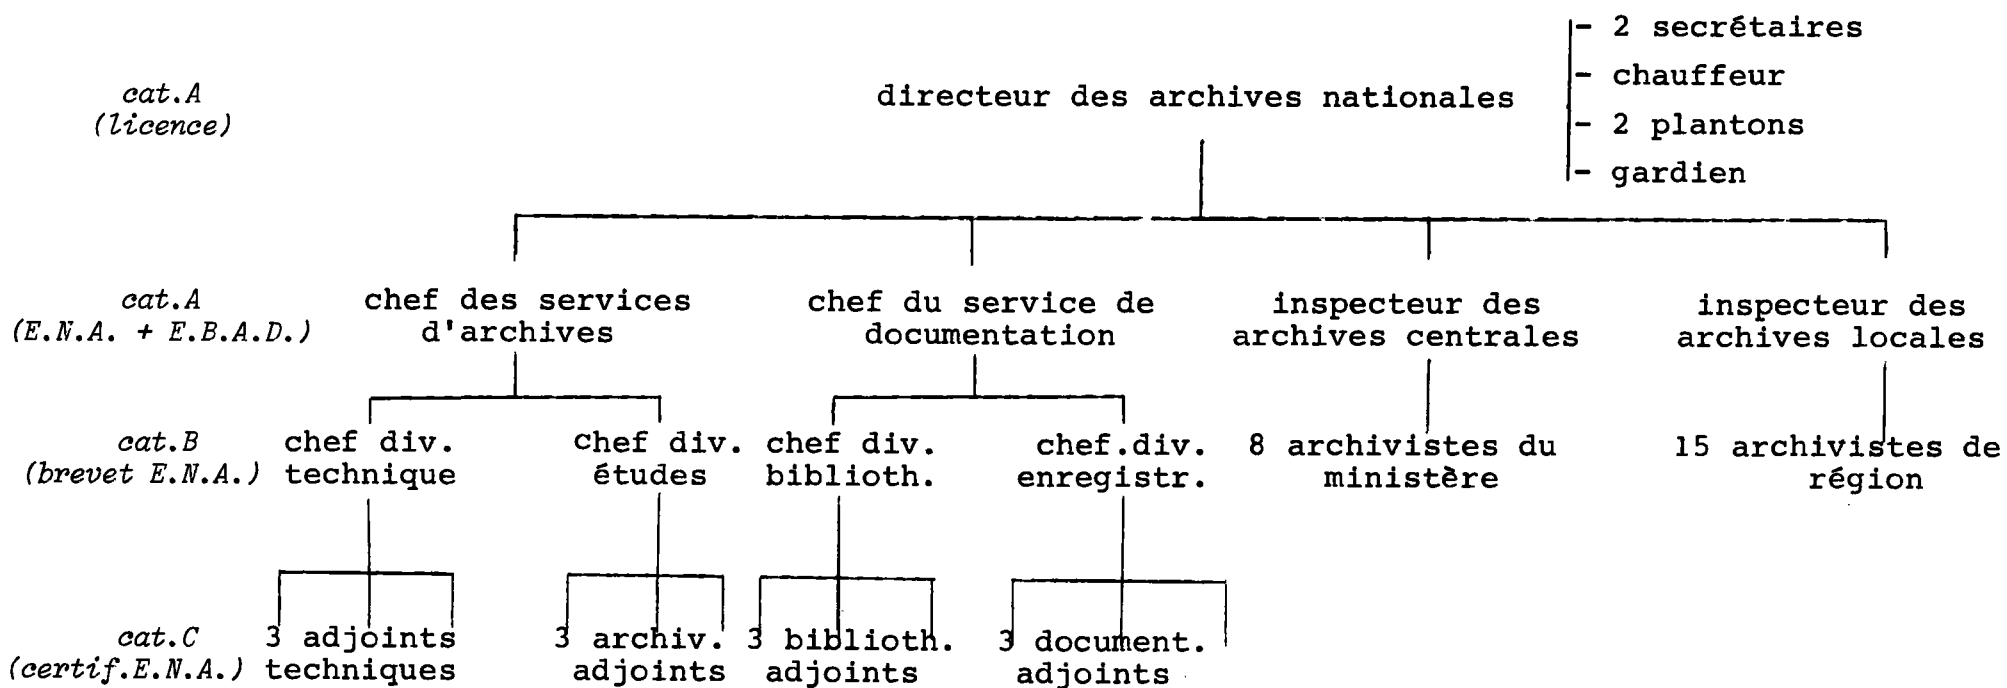 - 2 secrétaires
- chauffeur
cat.A
(licence)
directeur des archives nationales
- 2 plantons
- gardien
cat.A
(E.N.A. + E.B.A.D.)
chef des services
d'archives
chef du service de
documentation
inspecteur des
archives centrales
inspecteur des
archives locales
cat.B
(brevet E.N.A.)
chef div.
technique
chef div.
études
chef div.
biblioth.
chef.div.
enregistr.
8 archivistes du
ministère
15 archivistes de
région
cat.C
(certif.E.N.A.)
3 adjoints
techniques
3 archiv.
adjoints
3 biblioth.
adjoints
3 document.
adjoints